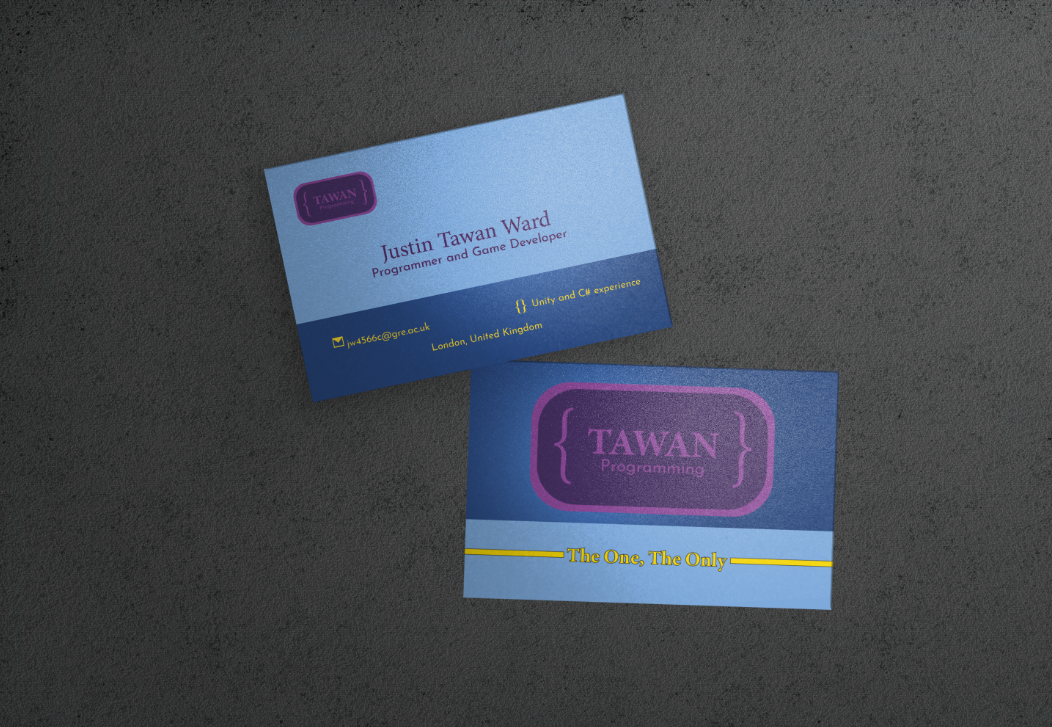 { TAWAN }
Programming
Justin Tawan Ward
Programmer and Game Developer
{} Unity and C# experience
jw4566c@gre.ac.uk
London, United Kingdom
{ TAWAN }
Programming
The One, The Only